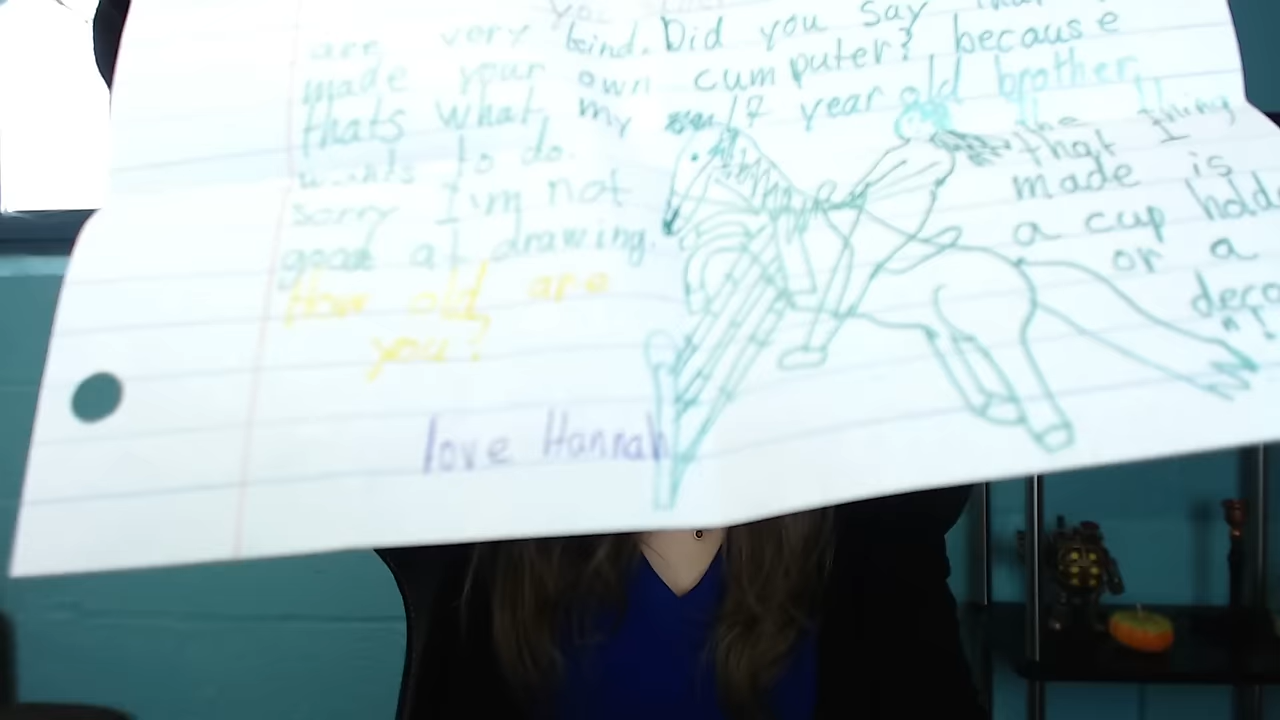 are very kind. Did you say that
made your own cumputer? because
thats what my 17 year old brother
wants to do.
sorry I'm not
good at drawing.
How old are
you?
love Hannah
the thing
that I
made is
a cup hold
or a
deco